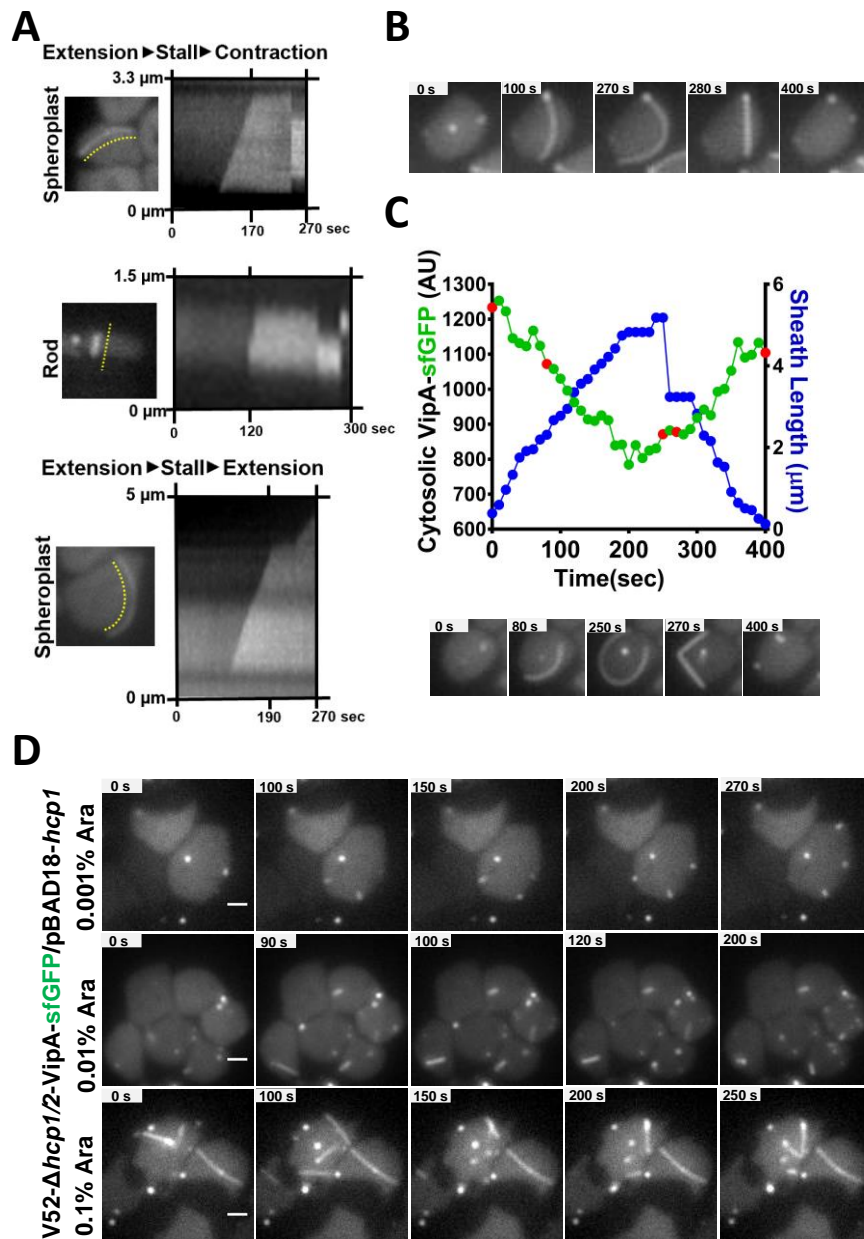 A
Extension ►Stall► Contraction
Spheroplast
3.3 µm
0 µm
0
170
270 sec
Rod
1.5 µm
0 µm
0
120
300 sec
Extension ►Stall► Extension
Spheroplast
5 µm
0 µm
0
190
270 sec
B
0 s
100 s
270 s
280 s
400 s
C
Cytosolic VipA-sfGFP (AU)
1300
1200
1100
1000
900
800
700
600
Sheath Length (µm)
6
4
2
0
0
100
200
300
400
Time(sec)
0 s
80 s
250 s
270 s
400 s
D
V52-Δhcp1/2-VipA-sfGFP/pBAD18-hcp1
0.001% Ara
0 s
100 s
150 s
200 s
270 s
0.01% Ara
0 s
90 s
100 s
120 s
200 s
0.1% Ara
0 s
100 s
150 s
200 s
250 s